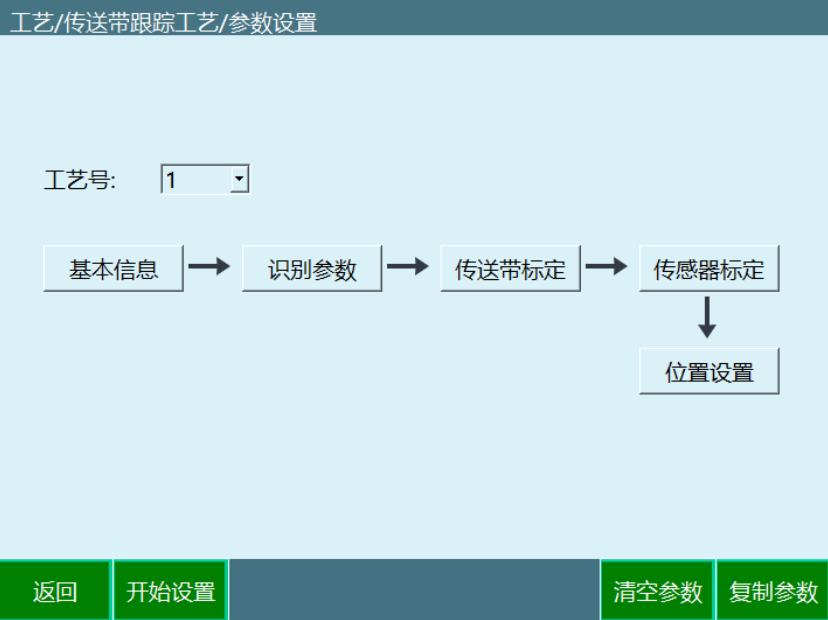 工艺/传送带跟踪工艺/参数设置
工艺号: 1
基本信息 识别参数 传送带标定 传感器标定
位置设置
返回 开始设置 清空参数 复制参数